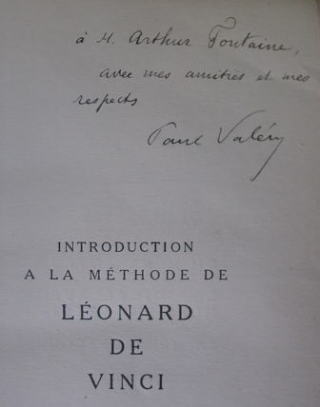 à M. Arthur Fontaine,
avec mes amitiés et mes
respects
Paul Valéry
INTRODUCTION
A LA MÉTHODE DE
LÉONARD
DE
VINCI